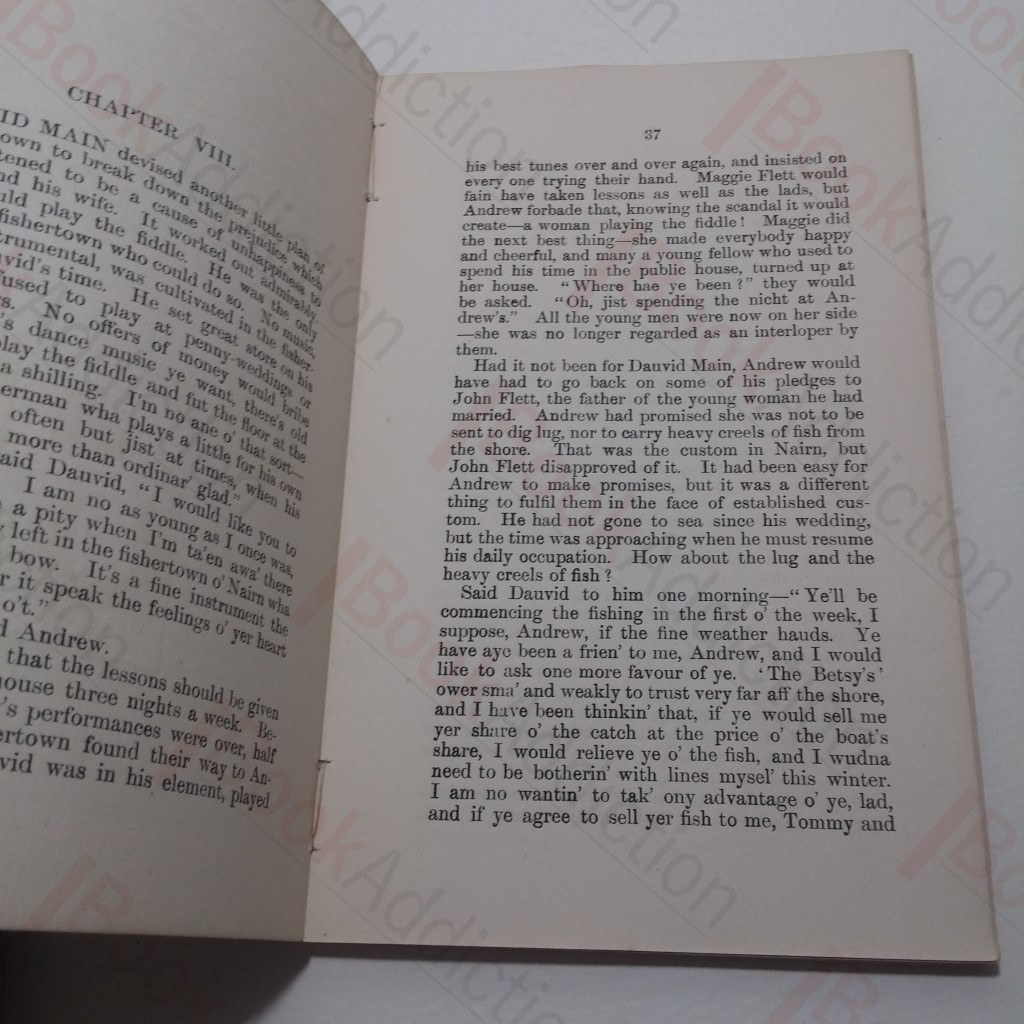 CHAPTER VIII.
ID MAIN devised another little plan of
own to break down the prejudice which
tened to be a cause of unhappiness to
nd his wife. It worked out admirably.
uld play the fiddle. He was the only
fishertown who could do so. No music,
trumental, was cultivated in the fisher-
vid's time. He set great store on his
fused to play at penny-weddings or
s. No offers of money would bribe
's dance music ye want, there's old
play the fiddle and fut the floor at the
a shilling. I'm no ane o' that sort—
erman wha plays a little for his own
often but jist at times, when his
more than ordinar' glad."
aid Dauvid, "I would like you to
I am no as young as I once was,
a pity when I'm ta'en awa' there
left in the fishertown o' Nairn wha
bow. It's a fine instrument the
r it speak the feelings o' yer heart
o't."
d Andrew.
that the lessons should be given
house three nights a week. Be-
's performances were over, half
ertown found their way to An-
vid was in his element, played
37
his best tunes over and over again, and insisted on
every one trying their hand. Maggie Flett would
fain have taken lessons as well as the lads, but
Andrew forbade that, knowing the scandal it would
create—a woman playing the fiddle! Maggie did
the next best thing—she made everybody happy
and cheerful, and many a young fellow who used to
spend his time in the public house, turned up at
her house. "Where hae ye been?" they would
be asked. "Oh, jist spending the nicht at An-
drew's." All the young men were now on her side
—she was no longer regarded as an interloper by
them.
Had it not been for Dauvid Main, Andrew would
have had to go back on some of his pledges to
John Flett, the father of the young woman he had
married. Andrew had promised she was not to be
sent to dig lug, nor to carry heavy creels of fish from
the shore. That was the custom in Nairn, but
John Flett disapproved of it. It had been easy for
Andrew to make promises, but it was a different
thing to fulfil them in the face of established cus-
tom. He had not gone to sea since his wedding,
but the time was approaching when he must resume
his daily occupation. How about the lug and the
heavy creels of fish?
Said Dauvid to him one morning—"Ye'll be
commencing the fishing in the first o' the week, I
suppose, Andrew, if the fine weather hauds. Ye
have aye been a frien' to me, Andrew, and I would
like to ask one more favour of ye. 'The Betsy's'
ower sma' and weakly to trust very far aff the shore,
and I have been thinkin' that, if ye would sell me
yer share o' the catch at the price o' the boat's
share, I would relieve ye o' the fish, and I wudna
need to be botherin' with lines mysel' this winter.
I am no wantin' to tak' ony advantage o' ye, lad,
and if ye agree to sell yer fish to me, Tommy and